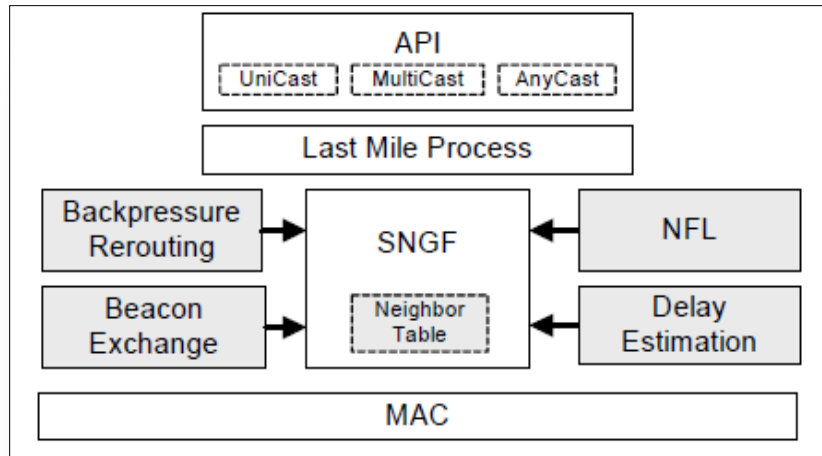 API
UniCast MultiCast AnyCast
Last Mile Process
Backpressure
Rerouting
SNGF
NFL
Beacon
Exchange
Neighbor
Table
Delay
Estimation
MAC